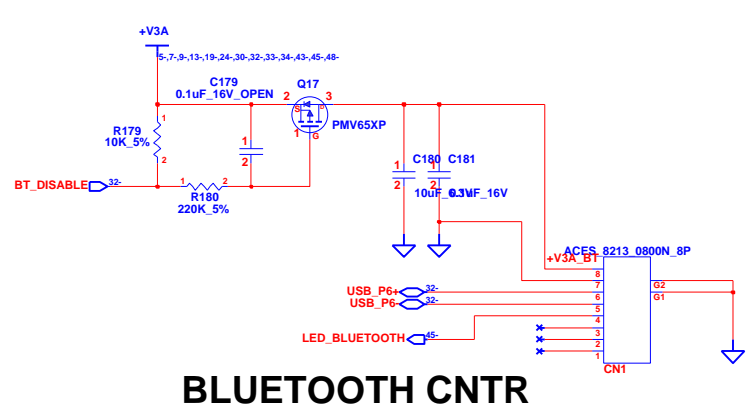 +V3A
5-,7-,9-,13-,19-,24-,30-,32-,33-,34-,43-,45-,48-
C179
0.1uF_16V_OPEN
Q17
2
3
S
D
1
G
PMV65XP
R179
10K_5%
1
2
1
2
BT_DISABLE
32-
1
2
R180
220K_5%
1
2
C180
1
2
C181
10uF_6.3V
0.1uF_16V
ACES_8213_0800N_8P
+V3A_BT
8
7
6
5
4
3
2
1
G2
G1
USB_P6+
32-
USB_P6-
32-
LED_BLUETOOTH
45-
CN1
BLUETOOTH CNTR